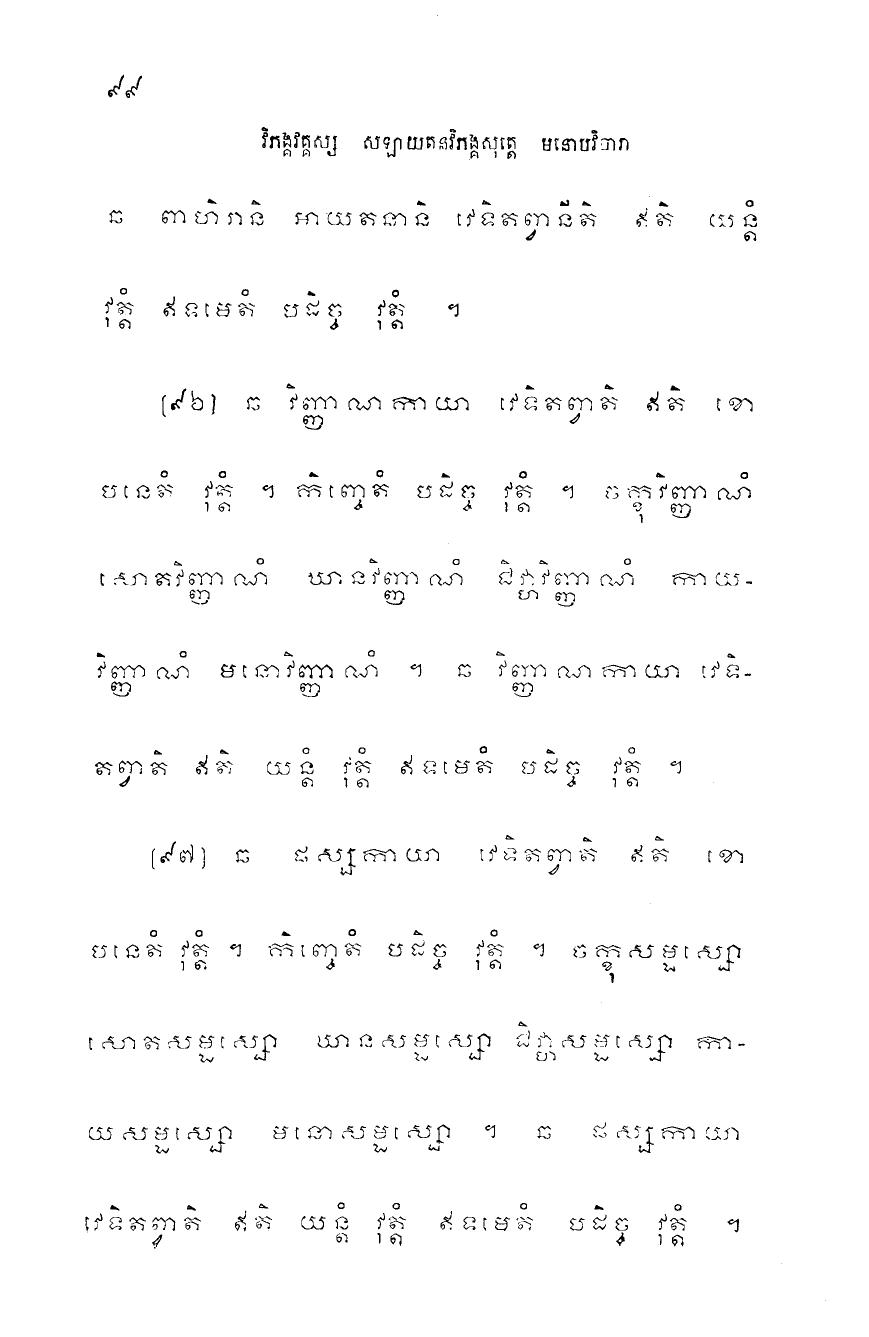 ៩៩
វិភង្គវគ្គស្ស សឡាយតនវិភង្គសុត្តេ មនោបវិចារា
ឆ ពាហិរានិ អាយតនានិ វេទិតព្វានីតិ ឥតិ យន្តំ
វុត្តំ ឥទមេតំ បដិច្ច វុត្តំ ។
[៩៦] ឆ វិញ្ញាណកាយា វេទិតព្វាតិ ឥតិ ខោ
បនេតំ វុត្តំ ។ កិញ្ចេតំ បដិច្ច វុត្តំ ។ ចក្ខុវិញ្ញាណំ
សោតវិញ្ញាណំ ឃានវិញ្ញាណំ ជិវ្ហាវិញ្ញាណំ កាយ-
វិញ្ញាណំ មនោវិញ្ញាណំ ។ ឆ វិញ្ញាណកាយា វេទិ-
តព្វាតិ ឥតិ យន្តំ វុត្តំ ឥទមេតំ បដិច្ច វុត្តំ ។
[៩៧] ឆ ផស្សកាយា វេទិតព្វាតិ ឥតិ ខោ
បនេតំ វុត្តំ ។ កិញ្ចេតំ បដិច្ច វុត្តំ ។ ចក្ខុសម្ផស្សោ
សោតសម្ផស្សោ ឃានសម្ផស្សោ ជិវ្ហាសម្ផស្សោ កា-
យសម្ផស្សោ មនោសម្ផស្សោ ។ ឆ ផស្សកាយា
វេទិតព្វាតិ ឥតិ យន្តំ វុត្តំ ឥទមេតំ បដិច្ច វុត្តំ ។